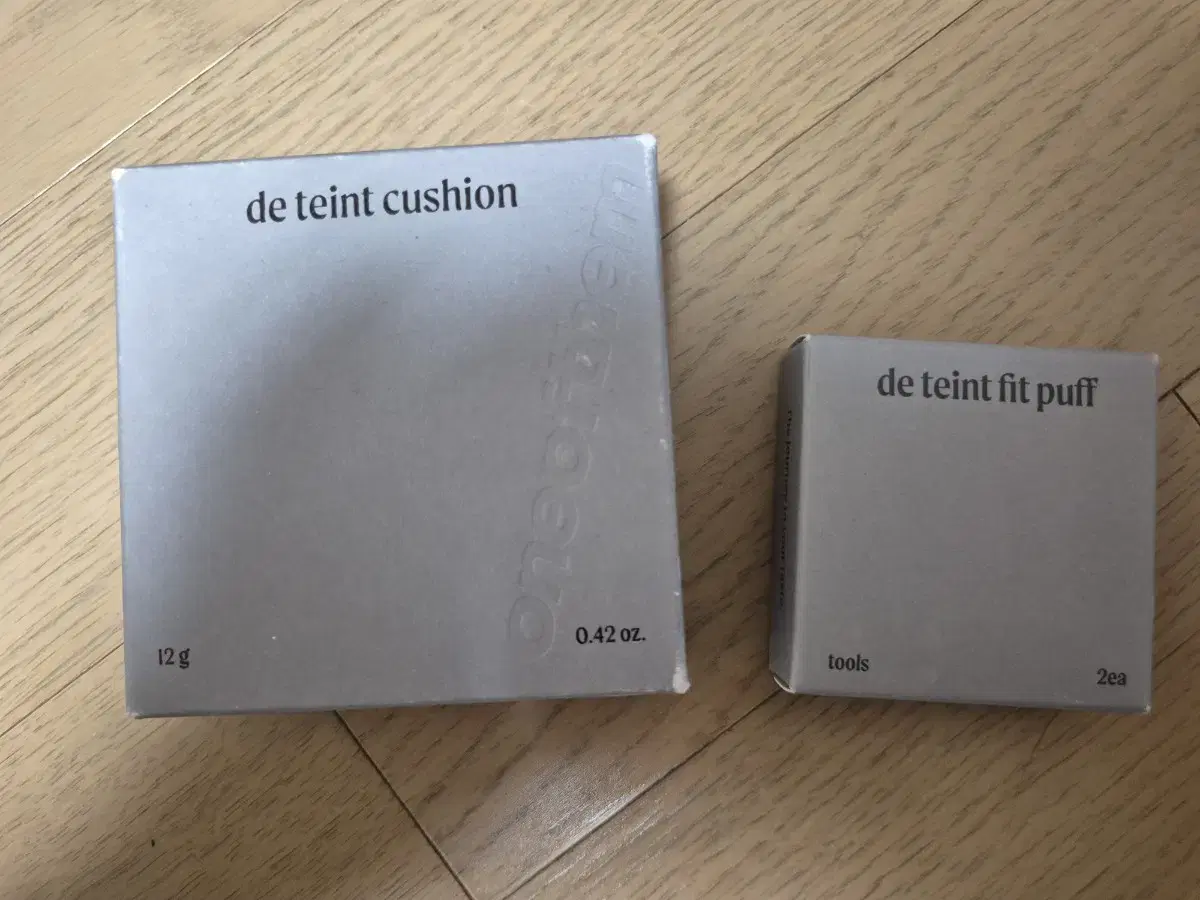 de teint cushion
12 g
0.42 oz.
de teint fit puff
tools
2ea